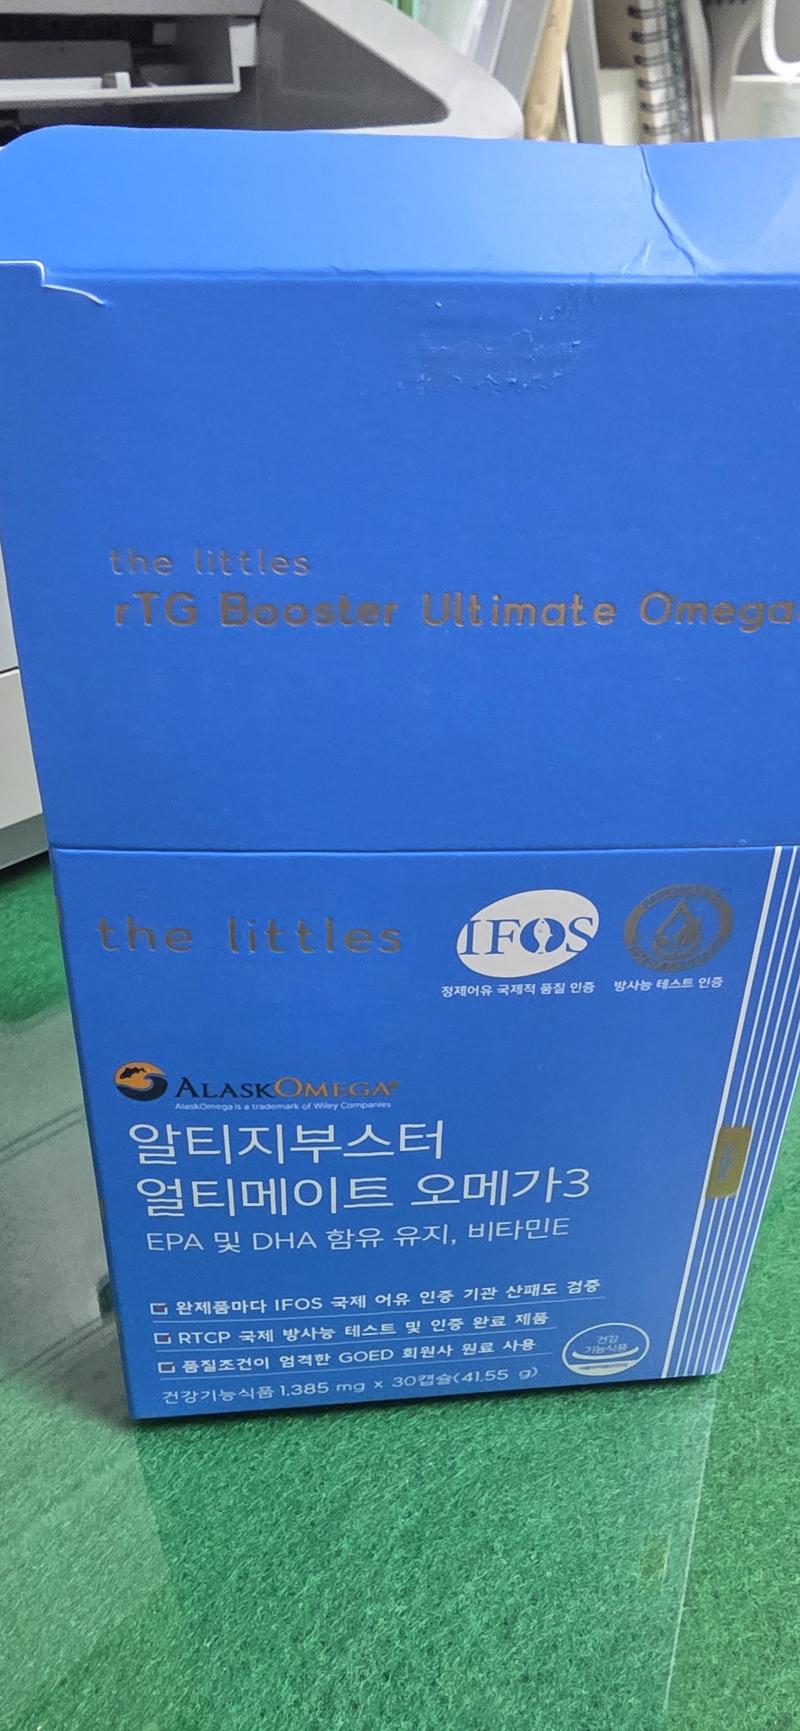 the littles
rTG Booster Ultimate Omega
the littles
IFOS
정제어유 국제적 품질 인증
방사능 테스트 인증
ALASKOMEGA®
AlaskOmega is a trademark of Wiley Companies
알티지부스터
얼티메이트 오메가3
EPA 및 DHA 함유 유지, 비타민E
완제품마다 IFOS 국제 어유 인증 기관 산패도 검증
RTCP 국제 방사능 테스트 및 인증 완료 제품
품질조건이 엄격한 GOED 회원사 원료 사용
건강기능식품 1,385 mg x 30캡슐(41.55 g)
건강
기능식품